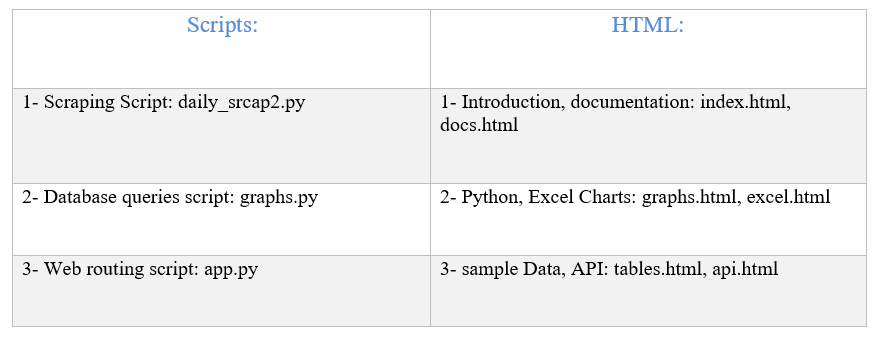 Scripts:
HTML:
1- Scraping Script: daily_srcap2.py
1- Introduction, documentation: index.html,
docs.html
2- Database queries script: graphs.py
2- Python, Excel Charts: graphs.html, excel.html
3- Web routing script: app.py
3- sample Data, API: tables.html, api.html